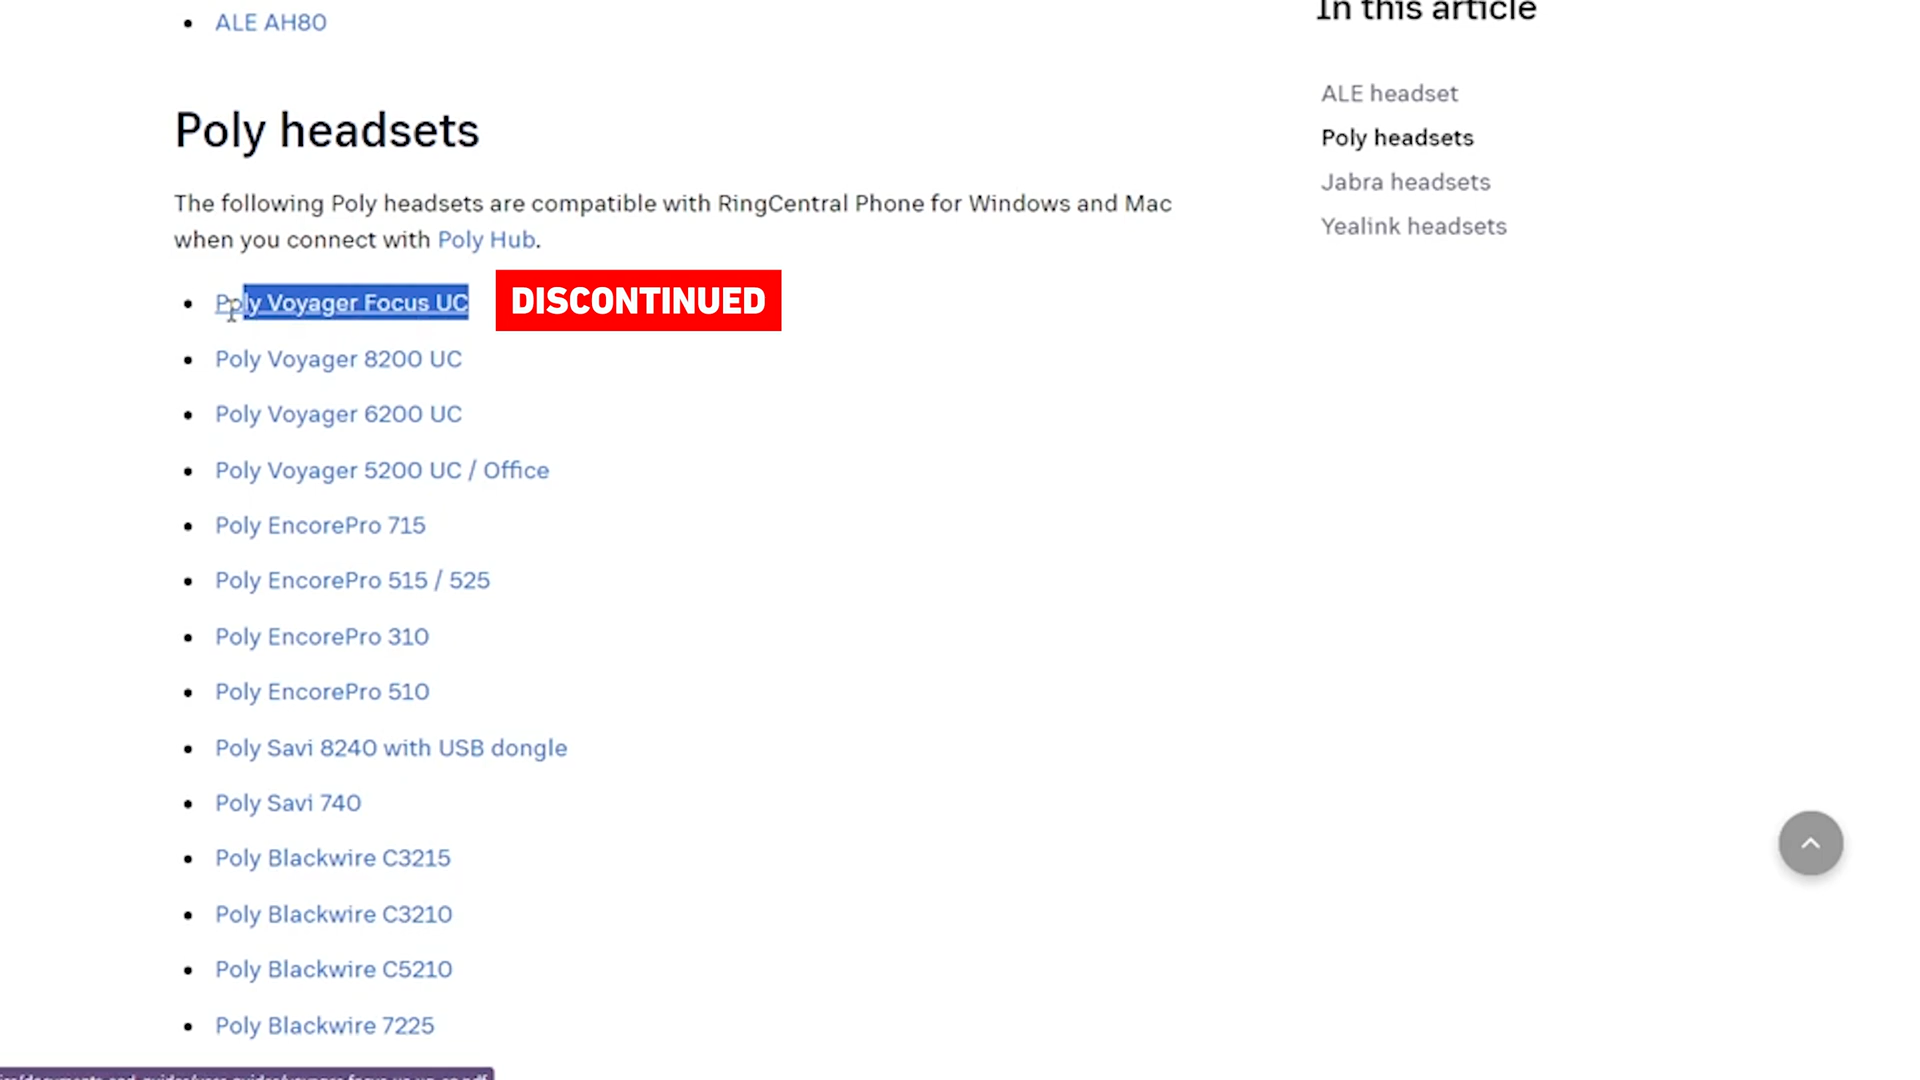 ALE AH80
In this article
ALE headset
Poly headsets
Jabra headsets
Yealink headsets
Poly headsets
The following Poly headsets are compatible with RingCentral Phone for Windows and Mac
when you connect with Poly Hub.
Poly Voyager Focus UC DISCONTINUED
Poly Voyager 8200 UC
Poly Voyager 6200 UC
Poly Voyager 5200 UC / Office
Poly EncorePro 715
Poly EncorePro 515 / 525
Poly EncorePro 310
Poly EncorePro 510
Poly Savi 8240 with USB dongle
Poly Savi 740
Poly Blackwire C3215
Poly Blackwire C3210
Poly Blackwire C5210
Poly Blackwire 7225